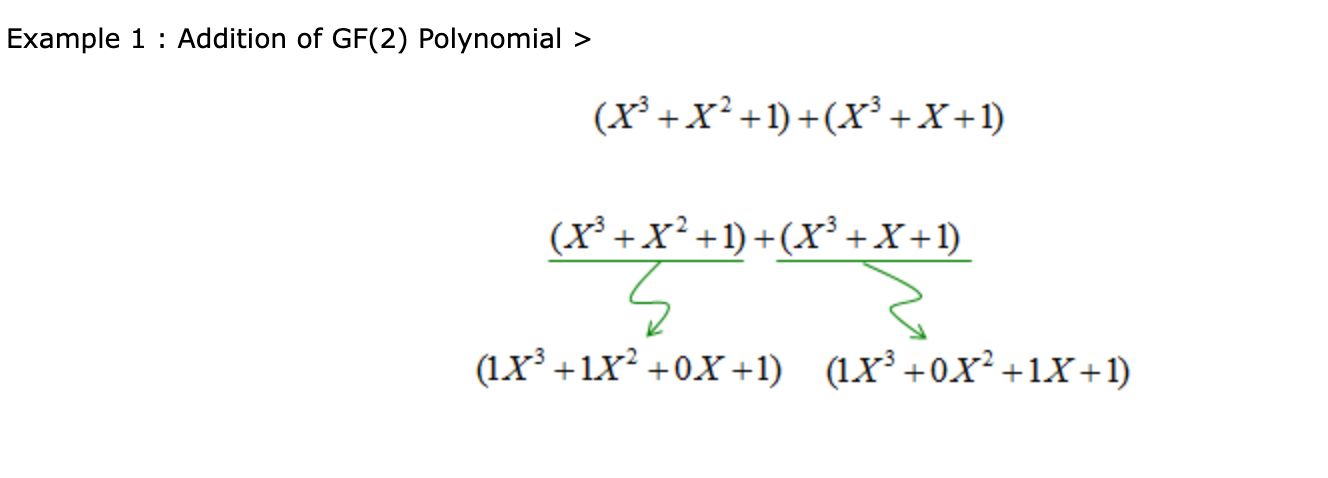 Example 1 : Addition of GF(2) Polynomial >
(X³ + X² + 1) + (X³ + X + 1)
(X³ + X² + 1) + (X³ + X + 1)
(1X³ + 1X² + 0X + 1) (1X³ + 0X² + 1X + 1)